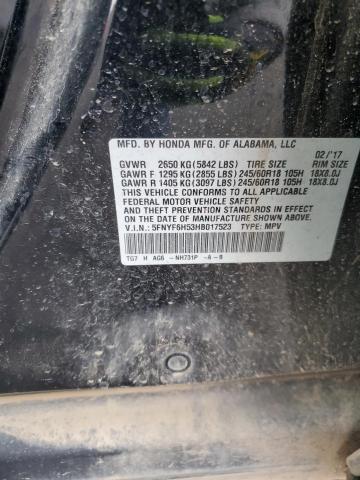 MFD. BY HONDA MFG. OF ALABAMA, LLC
02/'17
GVWR 2650 KG (5842 LBS) TIRE SIZE RIM SIZE
GAWR F 1295 KG (2855 LBS) 245/60R18 105H 18X8.0J
GAWR R 1405 KG (3097 LBS) 245/60R18 105H 18X8.0J
THIS VEHICLE CONFORMS TO ALL APPLICABLE
FEDERAL MOTOR VEHICLE SAFETY AND
THEFT PREVENTION STANDARDS IN EFFECT ON
THE DATE OF MANUFACTURE SHOWN ABOVE.
V.I.N.: 5FNYF6H53HB017523 TYPE: MPV
TG7 H AG6 -NH731P -A-B